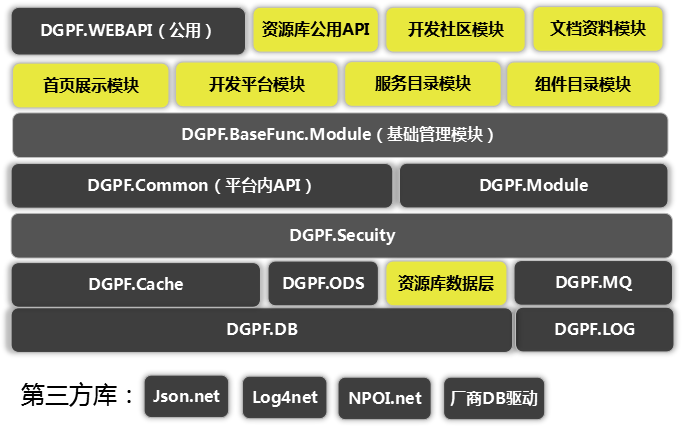 DGPF.WEBAPI（公用） 资源库公用API 开发社区模块 文档资料模块
首页展示模块 开发平台模块 服务目录模块 组件目录模块
DGPF.BaseFunc.Module（基础管理模块）
DGPF.Common（平台内API） DGPF.Module
DGPF.Secuity
DGPF.Cache DGPF.ODS 资源库数据层 DGPF.MQ
DGPF.DB DGPF.LOG
第三方库： Json.net Log4net NPOI.net 厂商DB驱动